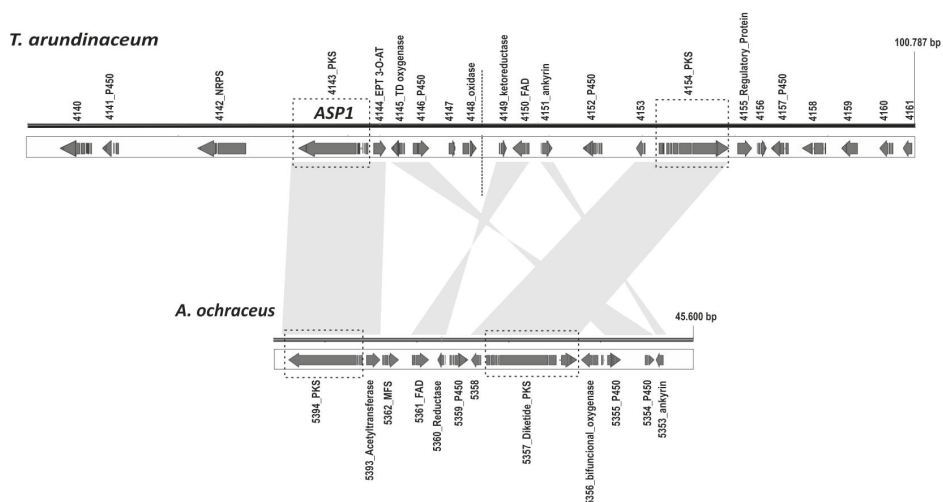 T. arundinaceum
100.787 bp
4140
4141_P450
4142_NRPS
4143_PKS
4144_EPT 3-O-AT
4145_TD oxygenase
4146_P450
4147
4148_oxidase
4149_ketoreductase
4150_FAD
4151_ankyrin
4152_P450
4153
4154_PKS
4155_Regulatory_Protein
4156
4157_P450
4158
4159
4160
4161
ASP1
A. ochraceus
45.600 bp
5394_PKS
5393_Acetyltransferase
5362_MFS
5361_FAD
5360_Reductase
5359_P450
5358
5357_Diketide_PKS
5356_bifuncional_oxygenase
5355_P450
5354_P450
5353_ankyrin